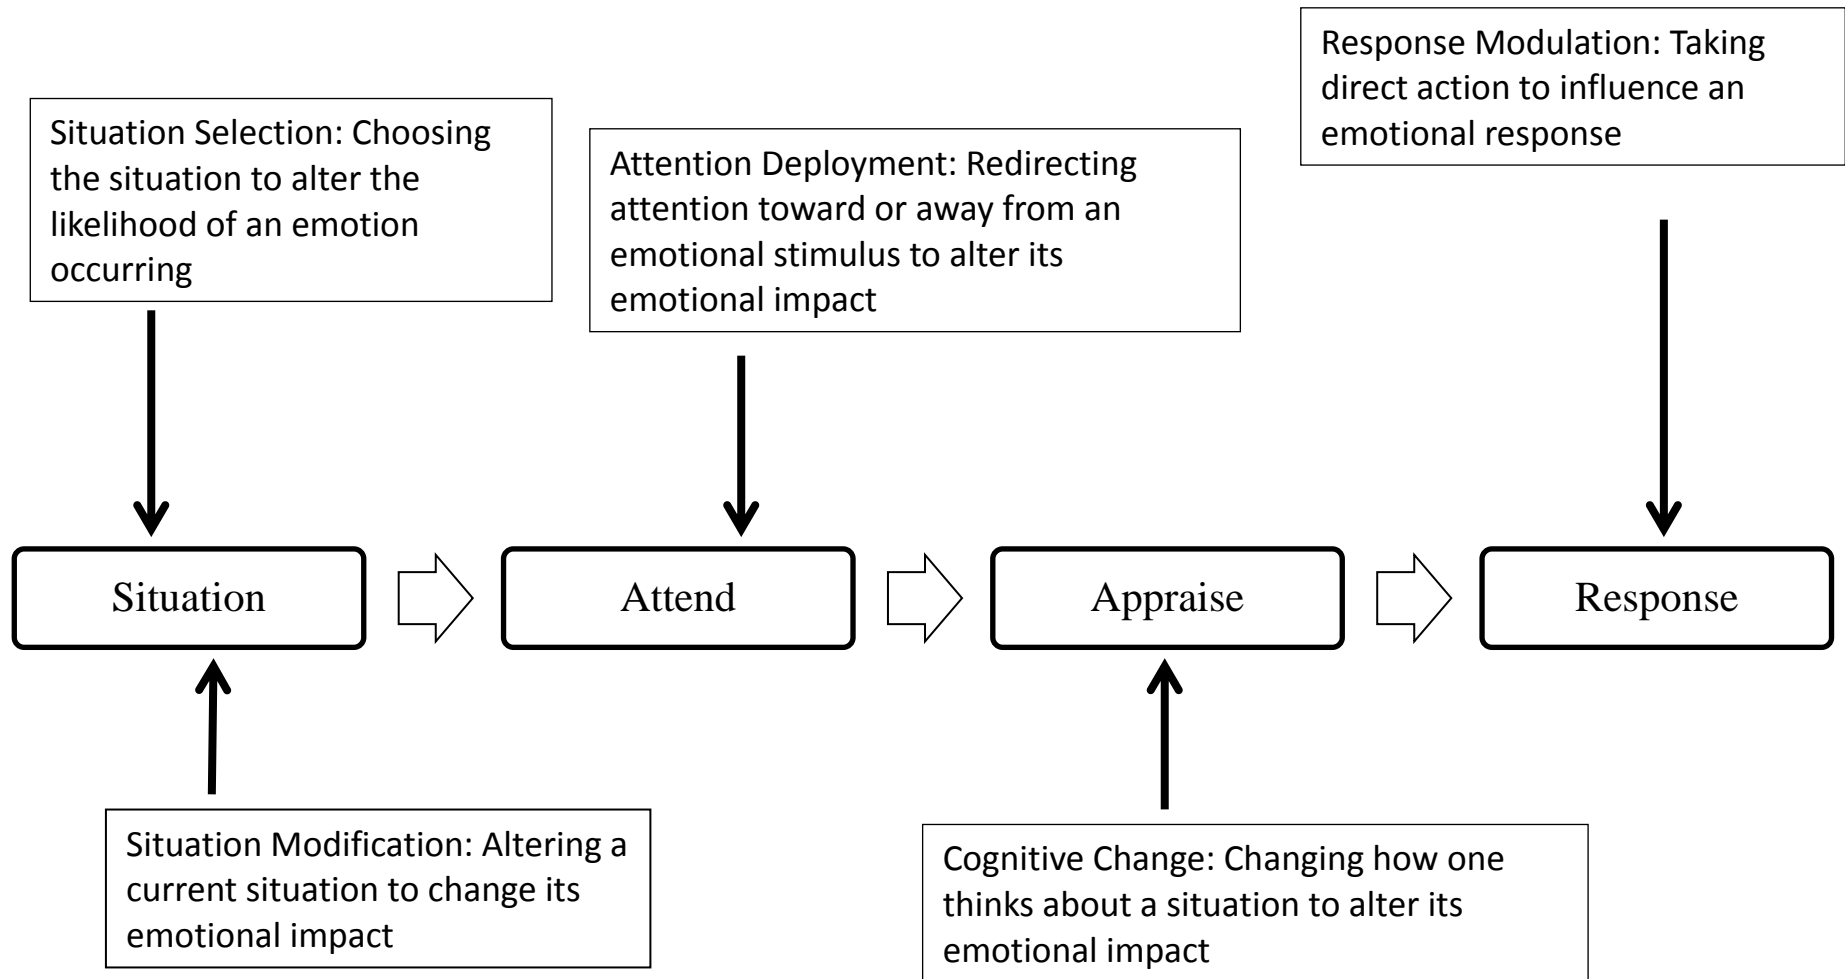 Response Modulation: Taking
direct action to influence an
emotional response
Situation Selection: Choosing
the situation to alter the
likelihood of an emotion
occurring
Attention Deployment: Redirecting
attention toward or away from an
emotional stimulus to alter its
emotional impact
Situation
Attend
Appraise
Response
Situation Modification: Altering a
current situation to change its
emotional impact
Cognitive Change: Changing how one
thinks about a situation to alter its
emotional impact